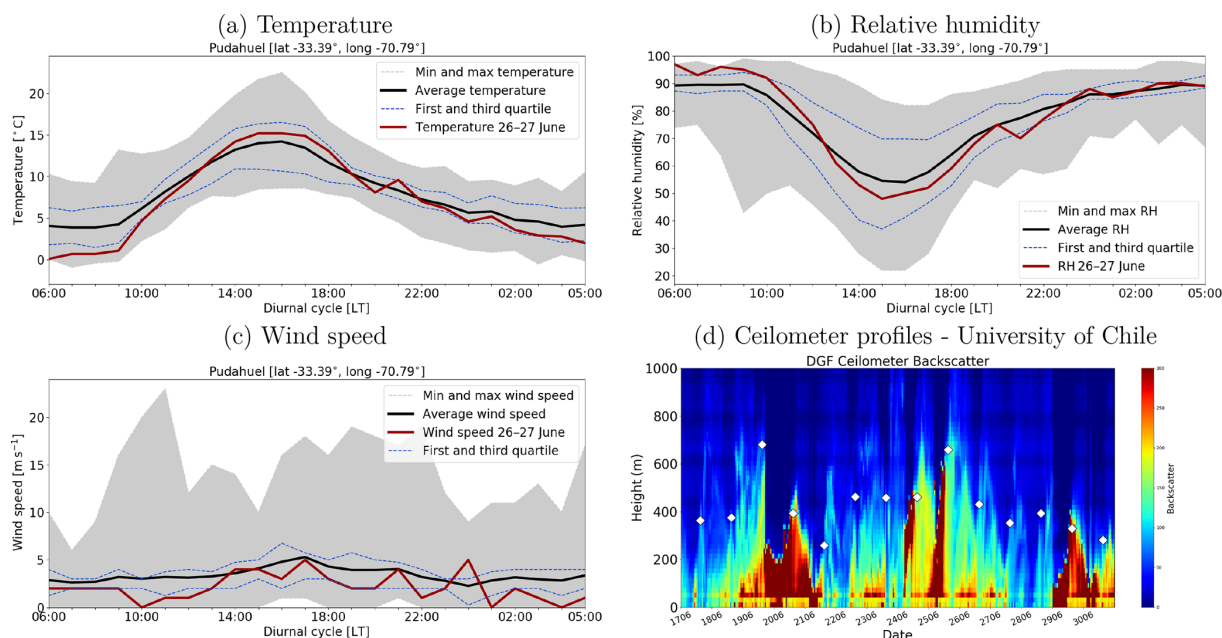 (a) Temperature
Pudahuel [lat -33.39°, long -70.79°]
Temperature [°C]
20
15
10
5
0
Min and max temperature
Average temperature
First and third quartile
Temperature 26–27 June
06:00 10:00 14:00 18:00 22:00 02:00 05:00
Diurnal cycle [LT]
(b) Relative humidity
Pudahuel [lat -33.39°, long -70.79°]
Relative humidity [%]
100
90
80
70
60
50
40
30
20
Min and max RH
Average RH
First and third quartile
RH 26–27 June
06:00 10:00 14:00 18:00 22:00 02:00 05:00
Diurnal cycle [LT]
(c) Wind speed
Pudahuel [lat -33.39°, long -70.79°]
Wind speed [m s⁻¹]
20
15
10
5
0
Min and max wind speed
Average wind speed
Wind speed 26–27 June
First and third quartile
06:00 10:00 14:00 18:00 22:00 02:00 05:00
Diurnal cycle [LT]
(d) Ceilometer profiles - University of Chile
DGF Ceilometer Backscatter
Height (m)
1000
800
600
400
200
0
1706 1806 1906 2006 2106 2206 2306 2406 2506 2606 2706 2806 2906 3006
Date
300
250
200
150
100
50
0
Backscatter